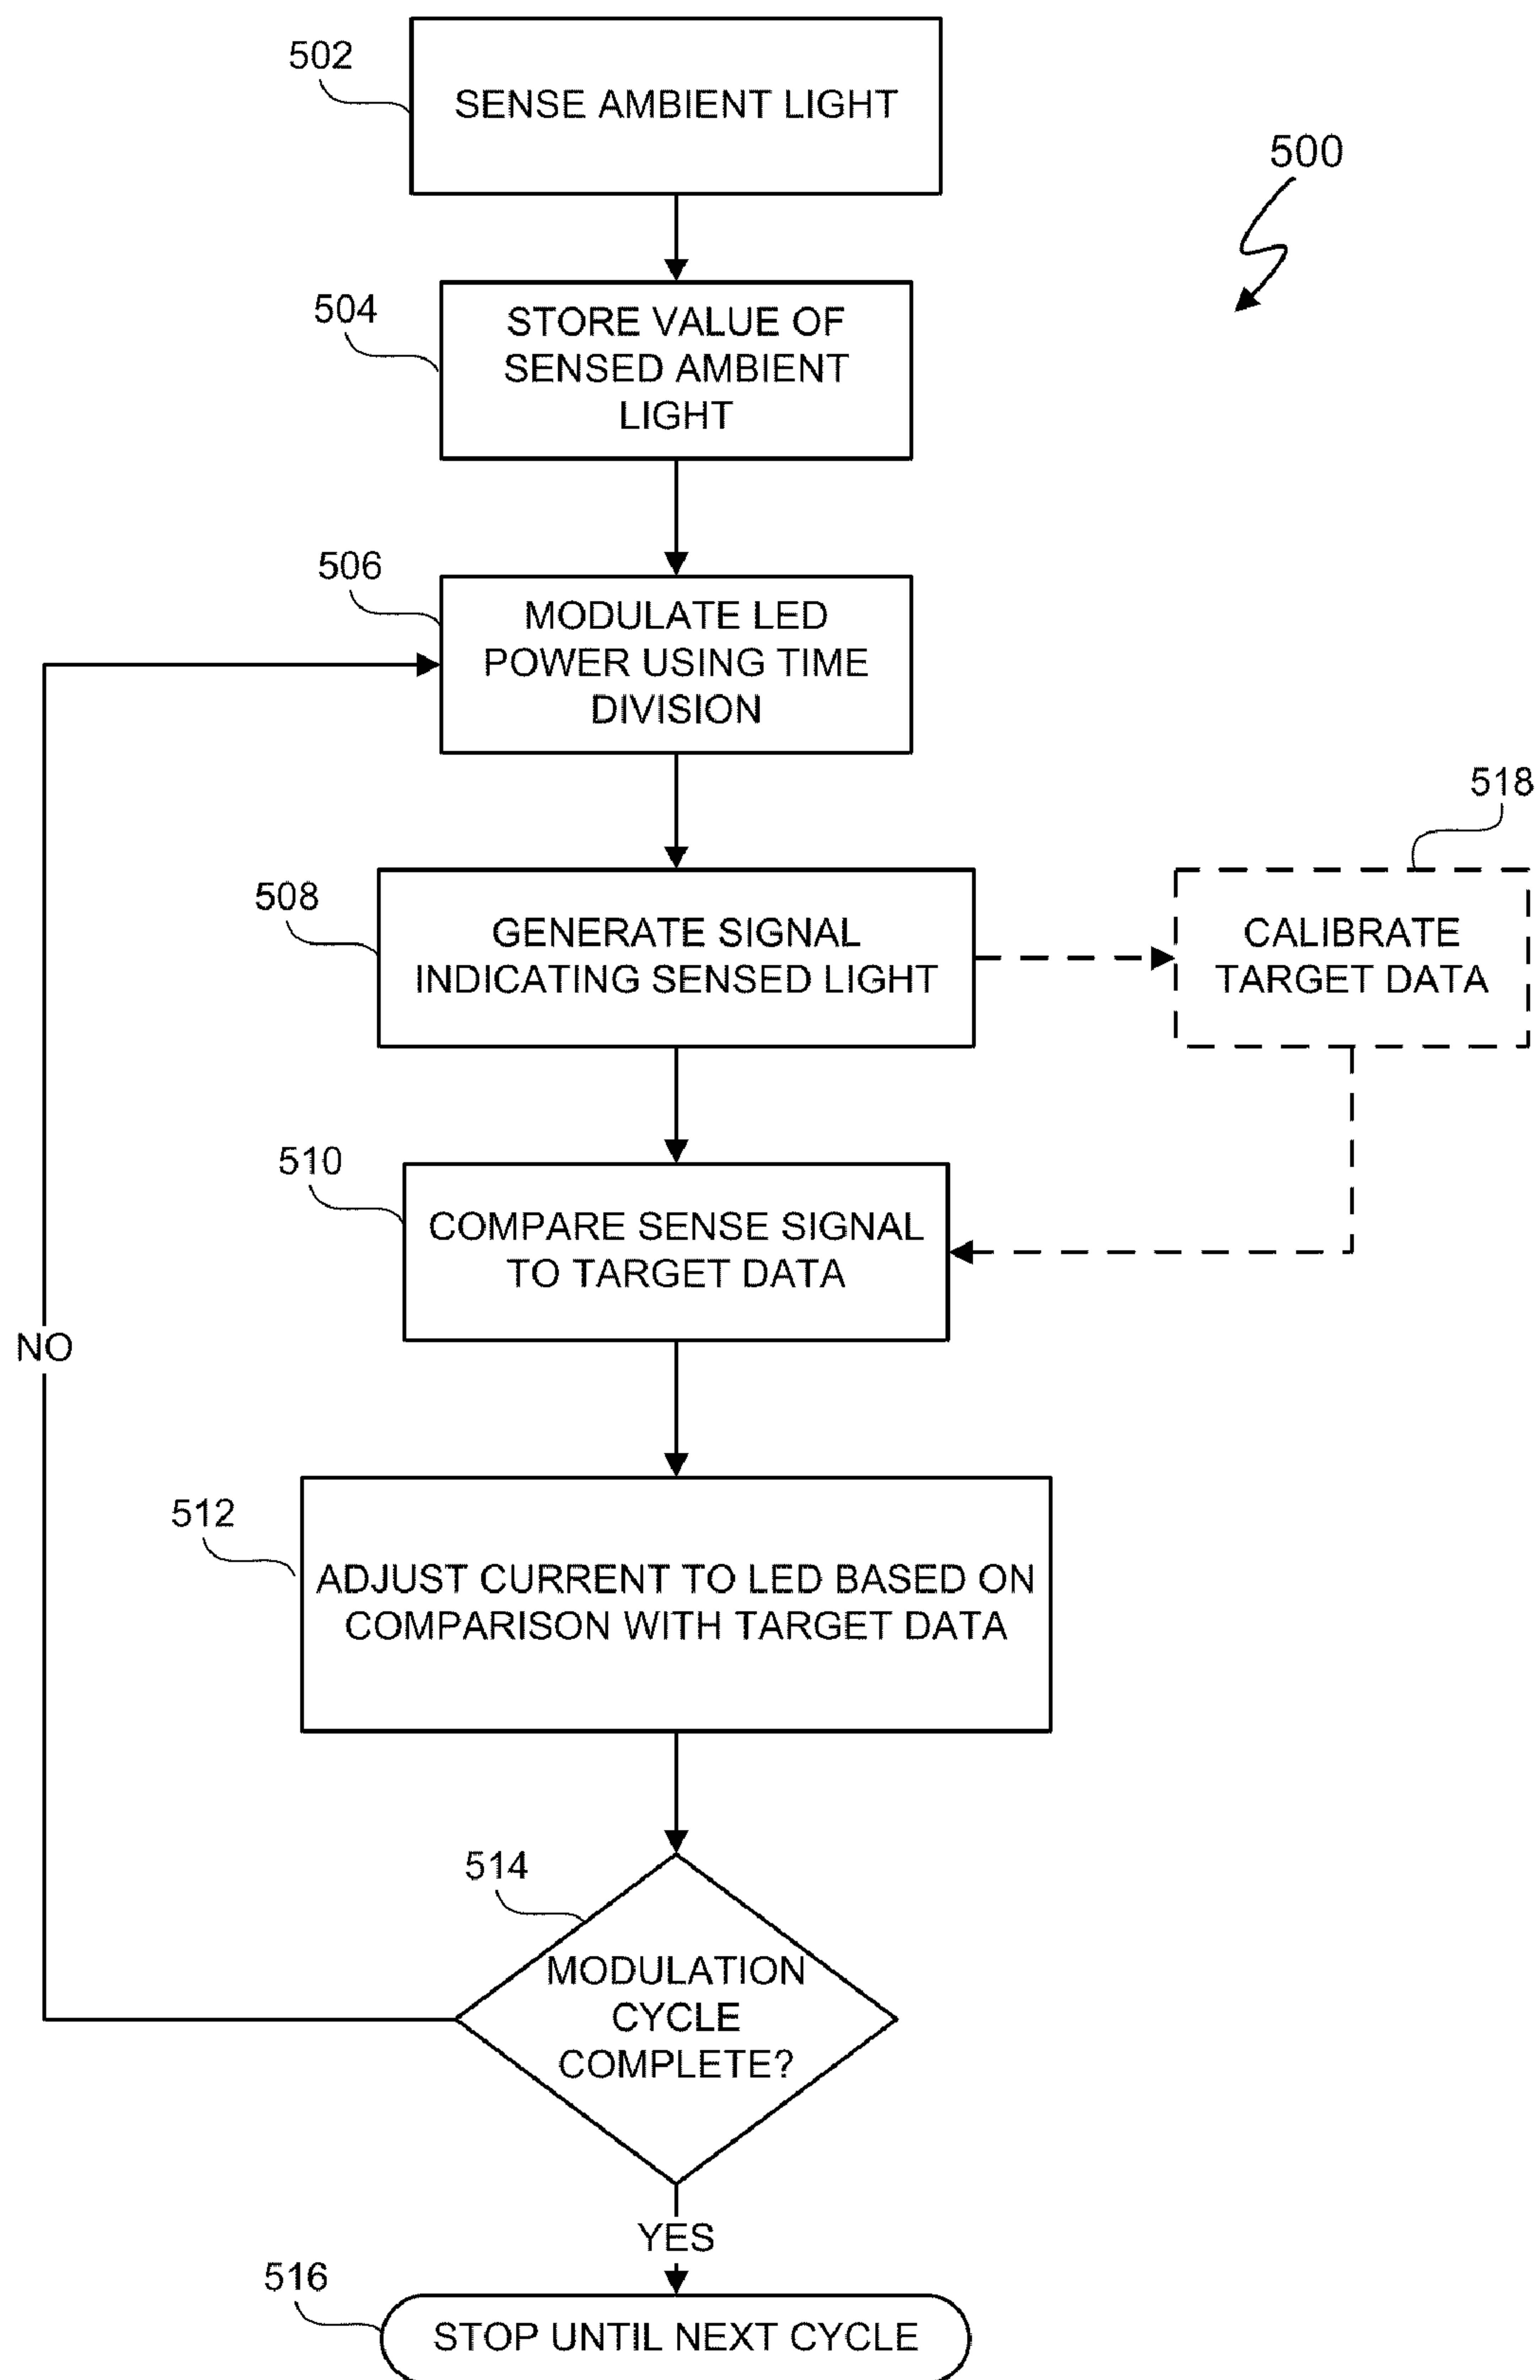 502
SENSE AMBIENT LIGHT
500
504
STORE VALUE OF
SENSED AMBIENT
LIGHT
506
MODULATE LED
POWER USING TIME
DIVISION
518
508
GENERATE SIGNAL
INDICATING SENSED LIGHT
CALIBRATE
TARGET DATA
510
COMPARE SENSE SIGNAL
TO TARGET DATA
NO
512
ADJUST CURRENT TO LED BASED ON
COMPARISON WITH TARGET DATA
514
MODULATION
CYCLE
COMPLETE?
YES
516
STOP UNTIL NEXT CYCLE